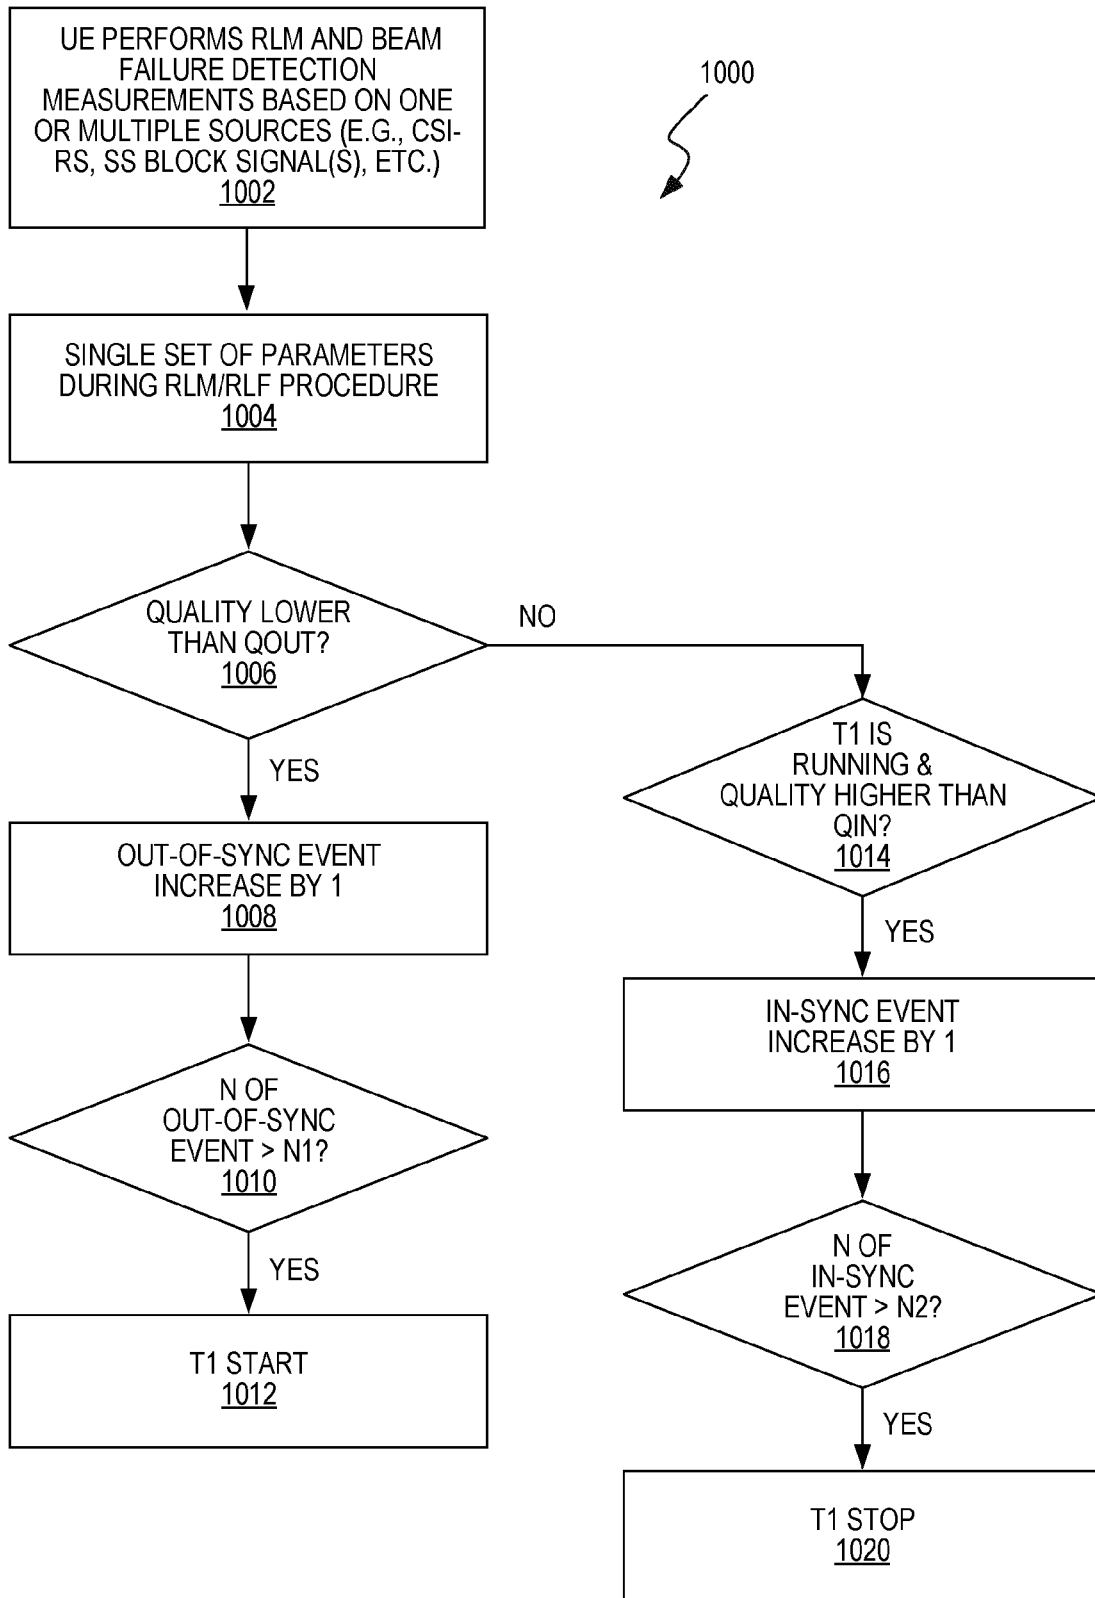 UE PERFORMS RLM AND BEAM
FAILURE DETECTION
MEASUREMENTS BASED ON ONE
OR MULTIPLE SOURCES (E.G., CSI-
RS, SS BLOCK SIGNAL(S), ETC.)
1002
1000
SINGLE SET OF PARAMETERS
DURING RLM/RLF PROCEDURE
1004
QUALITY LOWER
THAN QOUT?
1006
NO
YES
T1 IS
RUNNING &
QUALITY HIGHER THAN
QIN?
1014
OUT-OF-SYNC EVENT
INCREASE BY 1
1008
YES
IN-SYNC EVENT
INCREASE BY 1
1016
N OF
OUT-OF-SYNC
EVENT > N1?
1010
YES
N OF
IN-SYNC
EVENT > N2?
1018
T1 START
1012
YES
T1 STOP
1020